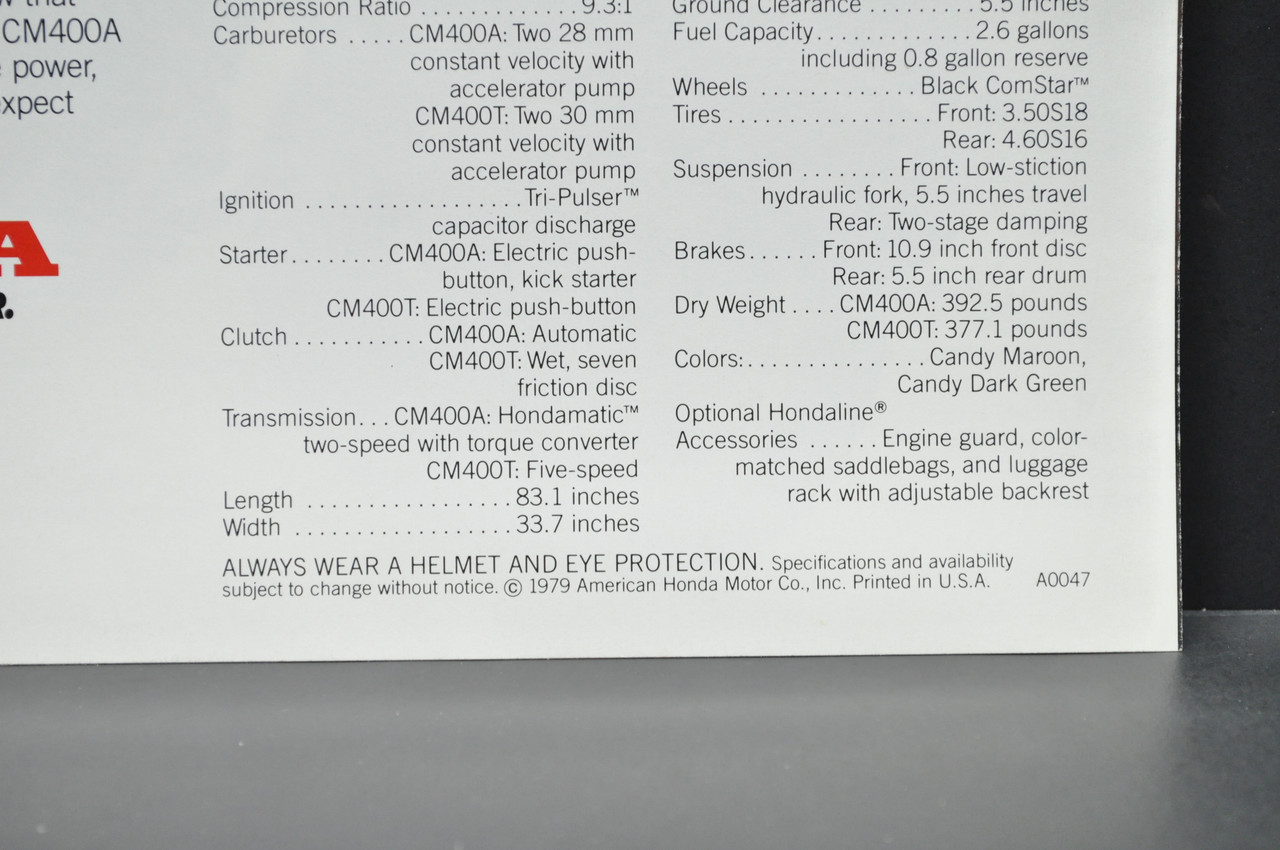 CM400A
power,
expect
A
R.
Compression Ratio . . . . . . . . . . . . 9.3:1
Carburetors . . . . . CM400A: Two 28 mm
constant velocity with
accelerator pump
CM400T: Two 30 mm
constant velocity with
accelerator pump
Ignition . . . . . . . . . . . . . . . . . . Tri-Pulser™
capacitor discharge
Starter . . . . . . . . CM400A: Electric push-
button, kick starter
CM400T: Electric push-button
Clutch . . . . . . . . . . . CM400A: Automatic
CM400T: Wet, seven
friction disc
Transmission . . . CM400A: Hondamatic™
two-speed with torque converter
CM400T: Five-speed
Length . . . . . . . . . . . . . . . . . 83.1 inches
Width . . . . . . . . . . . . . . . . . . 33.7 inches
Ground Clearance . . . . . . . . . 5.5 inches
Fuel Capacity . . . . . . . . . . . . . 2.6 gallons
including 0.8 gallon reserve
Wheels . . . . . . . . . . . . . Black ComStar™
Tires . . . . . . . . . . . . . . . . . Front: 3.50S18
Rear: 4.60S16
Suspension . . . . . . . . Front: Low-stiction
hydraulic fork, 5.5 inches travel
Rear: Two-stage damping
Brakes . . . . . . Front: 10.9 inch front disc
Rear: 5.5 inch rear drum
Dry Weight . . . . CM400A: 392.5 pounds
CM400T: 377.1 pounds
Colors: . . . . . . . . . . . . . . . Candy Maroon,
Candy Dark Green
Optional Hondaline®
Accessories . . . . . . Engine guard, color-
matched saddlebags, and luggage
rack with adjustable backrest
ALWAYS WEAR A HELMET AND EYE PROTECTION. Specifications and availability
subject to change without notice. © 1979 American Honda Motor Co., Inc. Printed in U.S.A. A0047